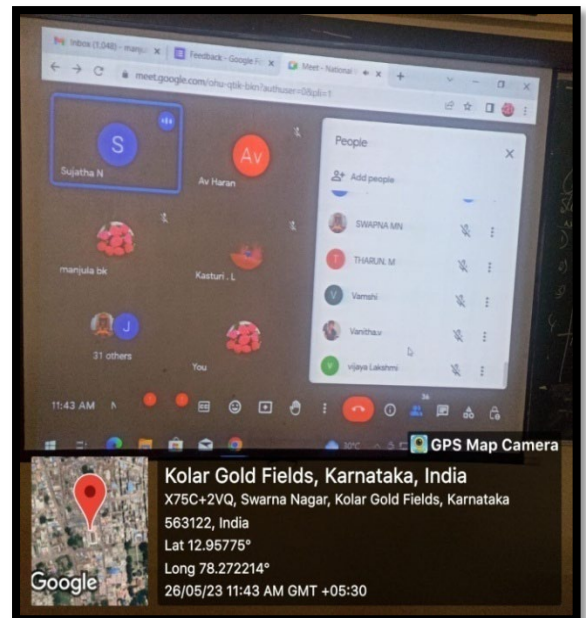 Inbox (1,048) - manju
Feedback - Google Fo
Meet - National
meet.google.com/ohu-qtik-bkn?authuser=0&pli=1
S
Sujatha N
Av
Av Haran
manjula bk
Kasturi . L
J
31 others
You
People
Add people
SWAPNA MN
T
THARUN. M
V
Vamshi
Vanitha.v
v
vijaya Lakshmi
11:43 AM
36
30°C
GPS Map Camera
Kolar Gold Fields, Karnataka, India
X75C+2VQ, Swarna Nagar, Kolar Gold Fields, Karnataka
563122, India
Lat 12.95775°
Long 78.272214°
26/05/23 11:43 AM GMT +05:30
Google